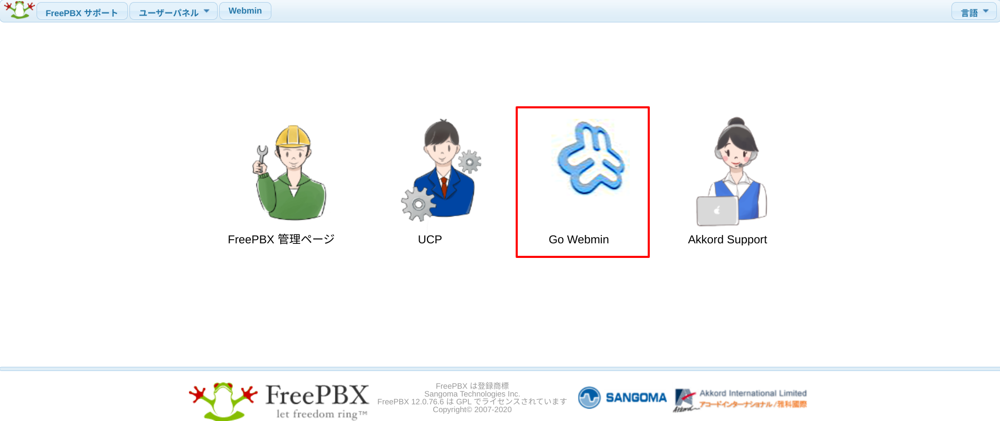 FreePBX サポート
ユーザーパネル
Webmin
言語
FreePBX 管理ページ
UCP
Go Webmin
Akkord Support
FreePBX
let freedom ring™
FreePBX は登録商標
Sangoma Technologies Inc.
FreePBX 12.0.76.6 は GPL でライセンスされています
Copyright© 2007-2020
SANGOMA
Akkord
Akkord International Limited
アコードインターナショナル/雅科國際